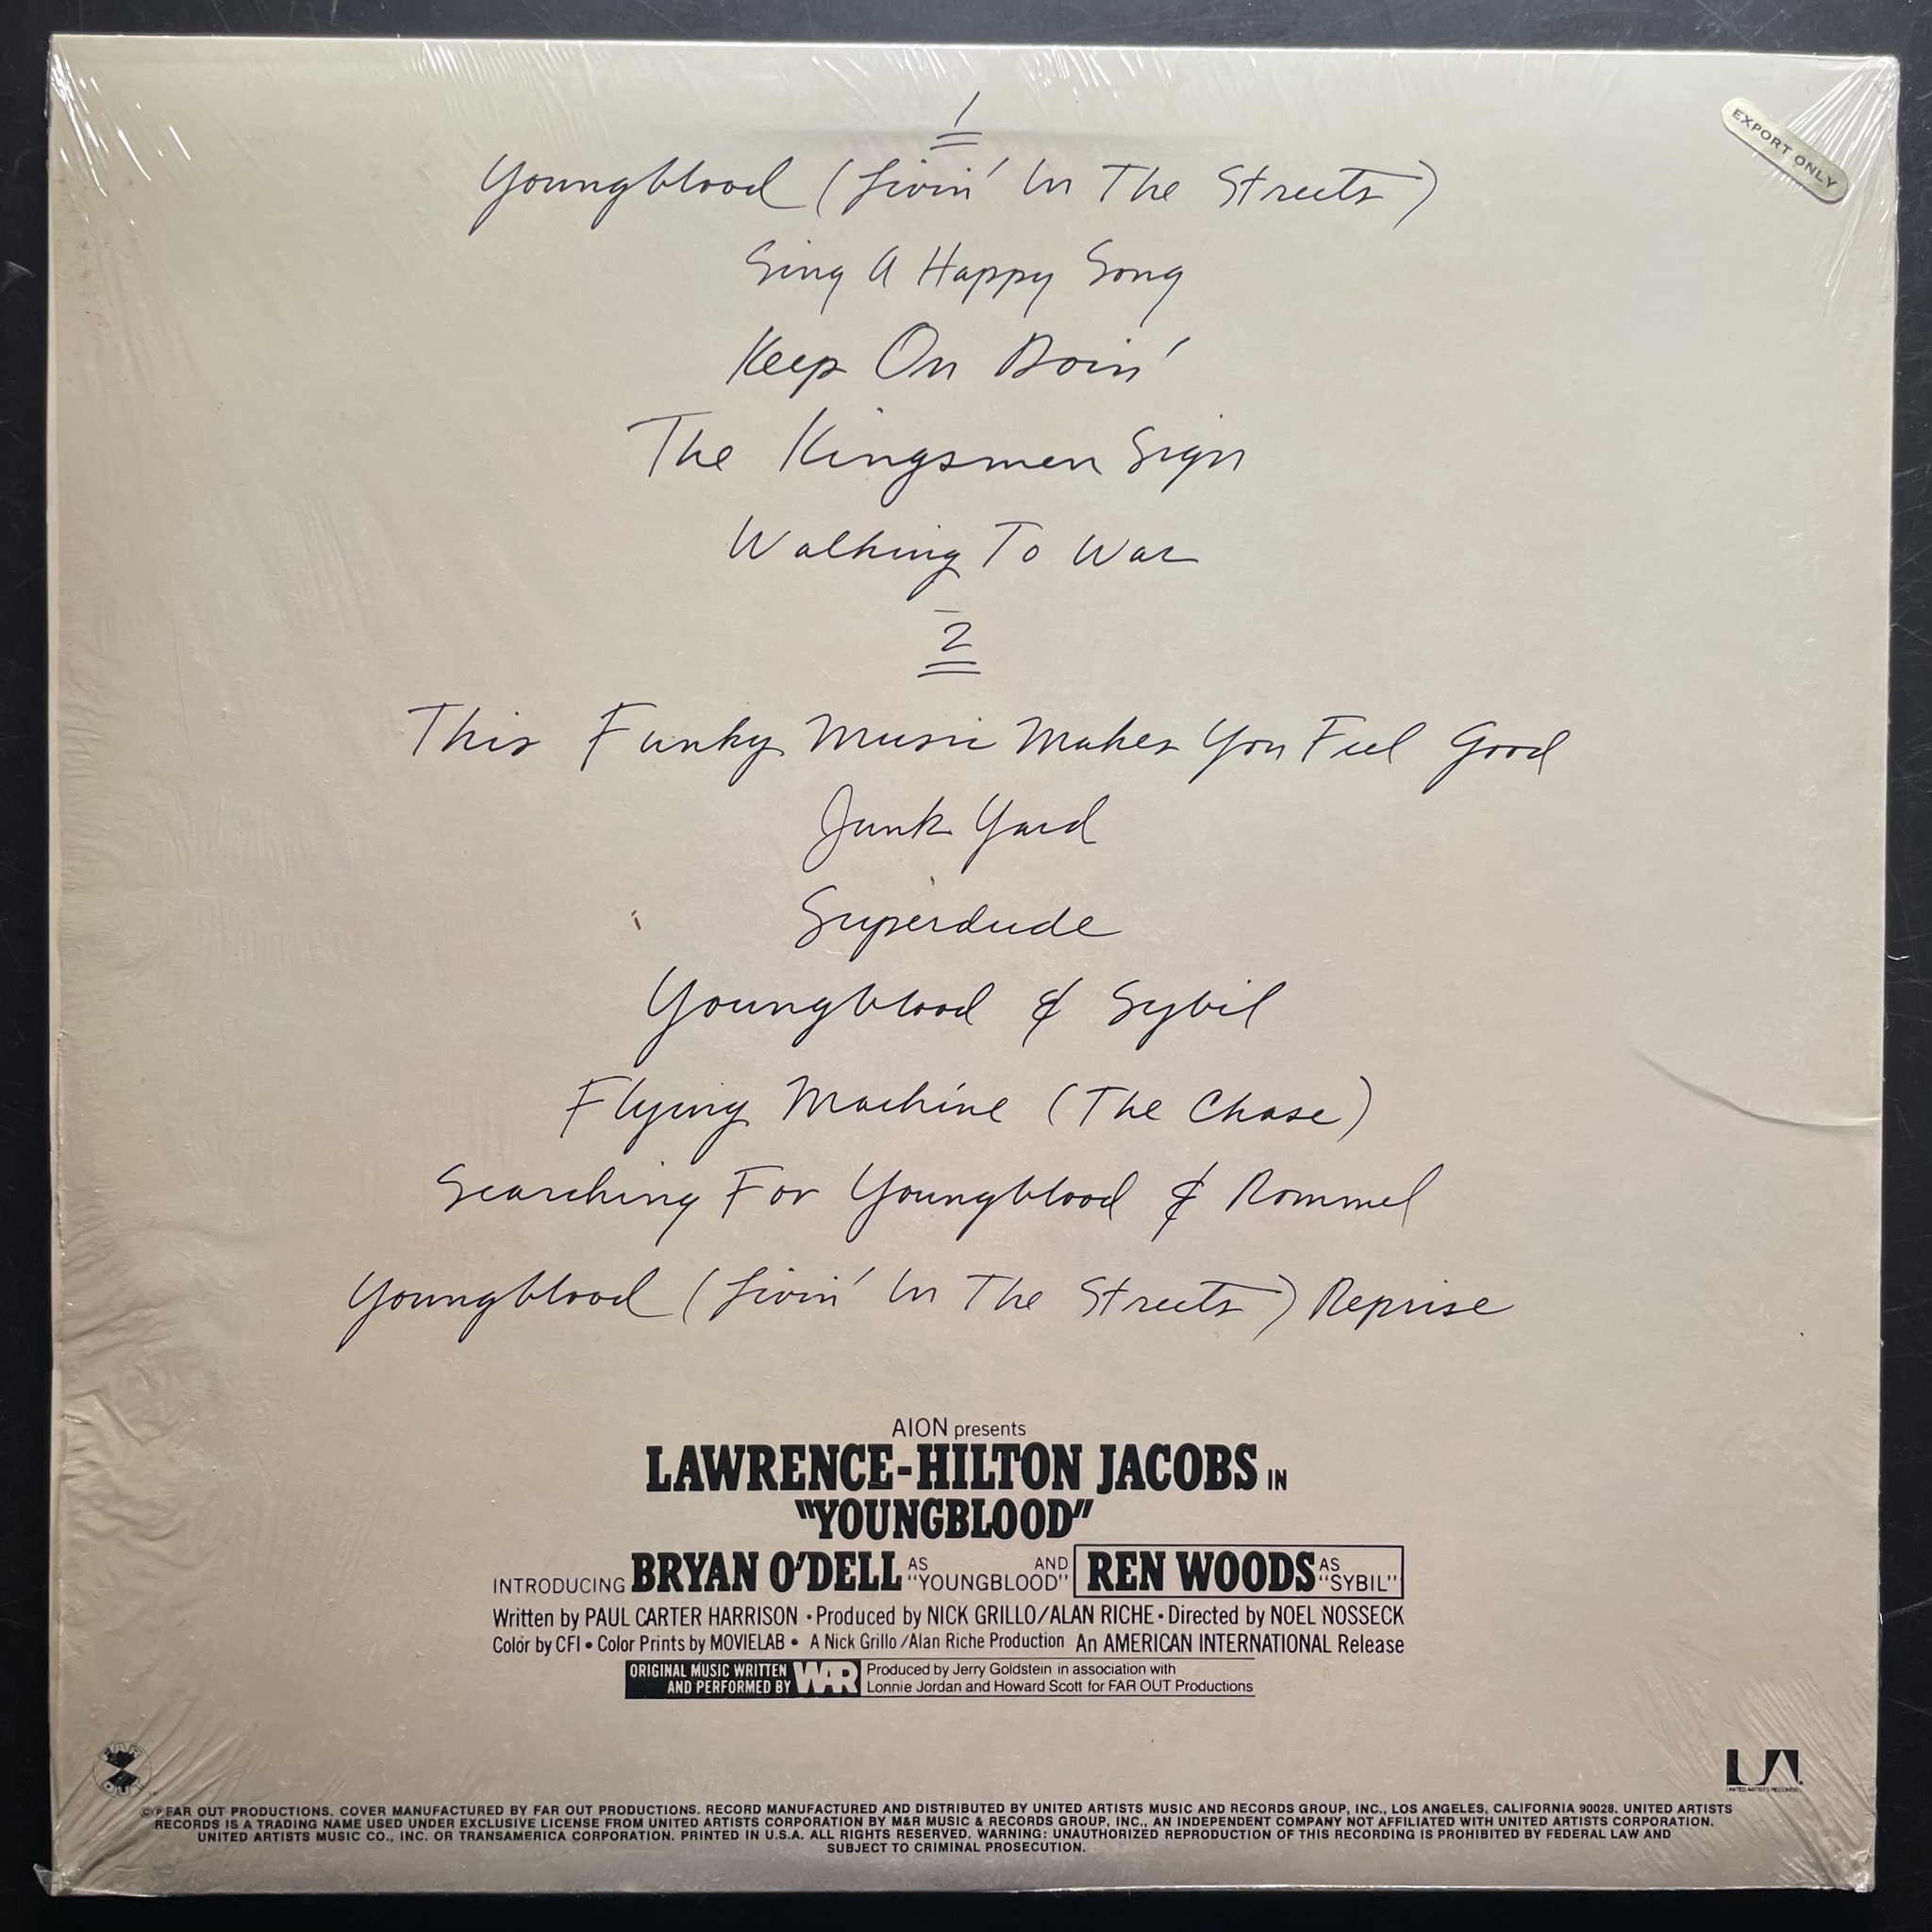 1
EXPORT ONLY
Youngblood (Livin' In The Streets)
Sing A Happy Song
Keep On Doin'
The Kingsmen Sign
Walking To War
2
This Funky Music Makes You Feel Good
Junk Yard
Superdude
Youngblood & Sybil
Flying Machine (The Chase)
Searching For Youngblood & Rommel
Youngblood (Livin' In The Streets) Reprise
AION presents
LAWRENCE-HILTON JACOBS IN
"YOUNGBLOOD"
INTRODUCING BRYAN O'DELL AS "YOUNGBLOOD" AND REN WOODS AS "SYBIL"
Written by PAUL CARTER HARRISON • Produced by NICK GRILLO/ALAN RICHE • Directed by NOEL NOSSECK
Color by CFI • Color Prints by MOVIELAB • A Nick Grillo/Alan Riche Production An AMERICAN INTERNATIONAL Release
ORIGINAL MUSIC WRITTEN AND PERFORMED BY WAR
Produced by Jerry Goldstein in association with
Lonnie Jordan and Howard Scott for FAR OUT Productions
FAR OUT
UA
UNITED ARTISTS RECORDS
©℗FAR OUT PRODUCTIONS. COVER MANUFACTURED BY FAR OUT PRODUCTIONS. RECORD MANUFACTURED AND DISTRIBUTED BY UNITED ARTISTS MUSIC AND RECORDS GROUP, INC., LOS ANGELES, CALIFORNIA 90028. UNITED ARTISTS
RECORDS IS A TRADING NAME USED UNDER EXCLUSIVE LICENSE FROM UNITED ARTISTS CORPORATION BY M&R MUSIC & RECORDS GROUP, INC., AN INDEPENDENT COMPANY NOT AFFILIATED WITH UNITED ARTISTS CORPORATION.
UNITED ARTISTS MUSIC CO., INC. OR TRANSAMERICA CORPORATION. PRINTED IN U.S.A. ALL RIGHTS RESERVED. WARNING: UNAUTHORIZED REPRODUCTION OF THIS RECORDING IS PROHIBITED BY FEDERAL LAW AND
SUBJECT TO CRIMINAL PROSECUTION.